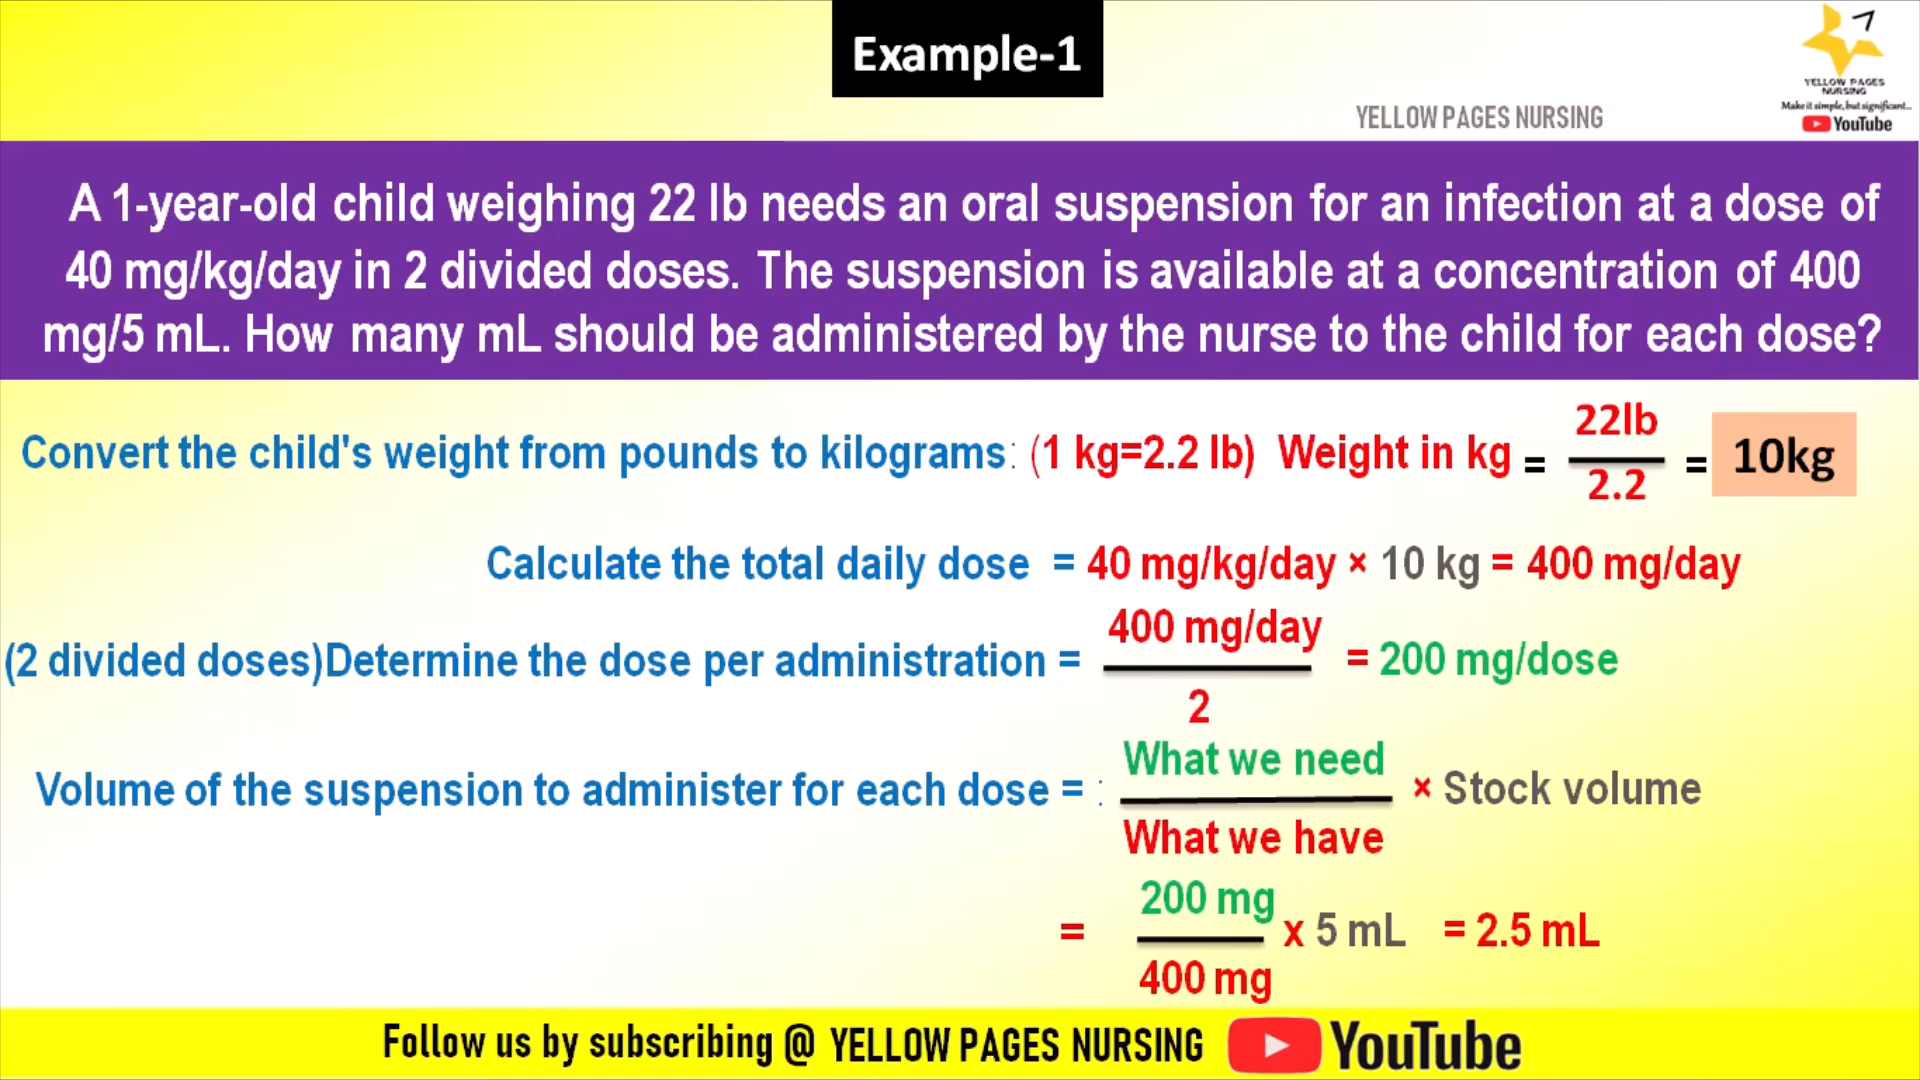 Example-1
YELLOW PAGES NURSING
YELLOW PAGES
NURSING
Make it simple, but significant...
YouTube
A 1-year-old child weighing 22 lb needs an oral suspension for an infection at a dose of
40 mg/kg/day in 2 divided doses. The suspension is available at a concentration of 400
mg/5 mL. How many mL should be administered by the nurse to the child for each dose?
Convert the child's weight from pounds to kilograms: (1 kg=2.2 lb) Weight in kg = 22lb
2.2 = 10kg
Calculate the total daily dose = 40 mg/kg/day × 10 kg = 400 mg/day
(2 divided doses)Determine the dose per administration = 400 mg/day
2 = 200 mg/dose
Volume of the suspension to administer for each dose = : What we need
What we have × Stock volume
= 200 mg
400 mg x 5 mL = 2.5 mL
Follow us by subscribing @ YELLOW PAGES NURSING YouTube